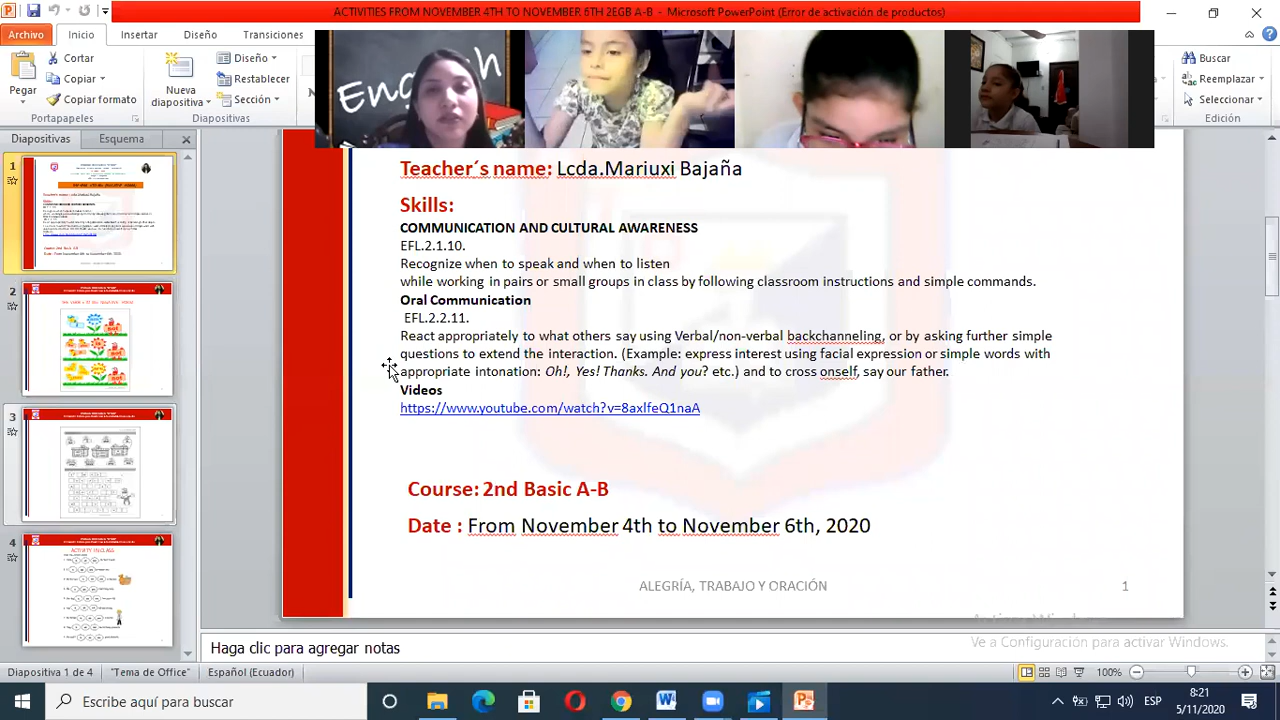 ACTIVITIES FROM NOVEMBER 4TH TO NOVEMBER 6TH 2EGB A-B - Microsoft PowerPoint (Error de activación de productos)
Archivo Inicio Insertar Diseño Transiciones
Cortar
Copiar
Copiar formato
Pegar
Portapapeles
Nueva
diapositiva
Diseño
Restablecer
Sección
Diapositivas
Buscar
Reemplazar
Seleccionar
Edición
English
Diapositivas Esquema
1
2
3
4
ACTIVITY IN CLASS
Teacher´s name: Lcda.Mariuxi Bajaña
Skills:
COMMUNICATION AND CULTURAL AWARENESS
EFL.2.1.10.
Recognize when to speak and when to listen
while working in pairs or small groups in class by following classroom instructions and simple commands.
Oral Communication
EFL.2.2.11.
React appropriately to what others say using Verbal/non-verbal backchanneling, or by asking further simple
questions to extend the interaction. (Example: express interest using facial expression or simple words with
appropriate intonation: Oh!, Yes! Thanks. And you? etc.) and to cross onself, say our father.
Videos
https://www.youtube.com/watch?v=8axlfeQ1naA
Course: 2nd Basic A-B
Date : From November 4th to November 6th, 2020
ALEGRÍA, TRABAJO Y ORACIÓN 1
Ve a Configuración para activar Windows.
Haga clic para agregar notas
Diapositiva 1 de 4 "Tema de Office" Español (Ecuador) 100%
Escribe aquí para buscar
ESP
8:21
5/11/2020